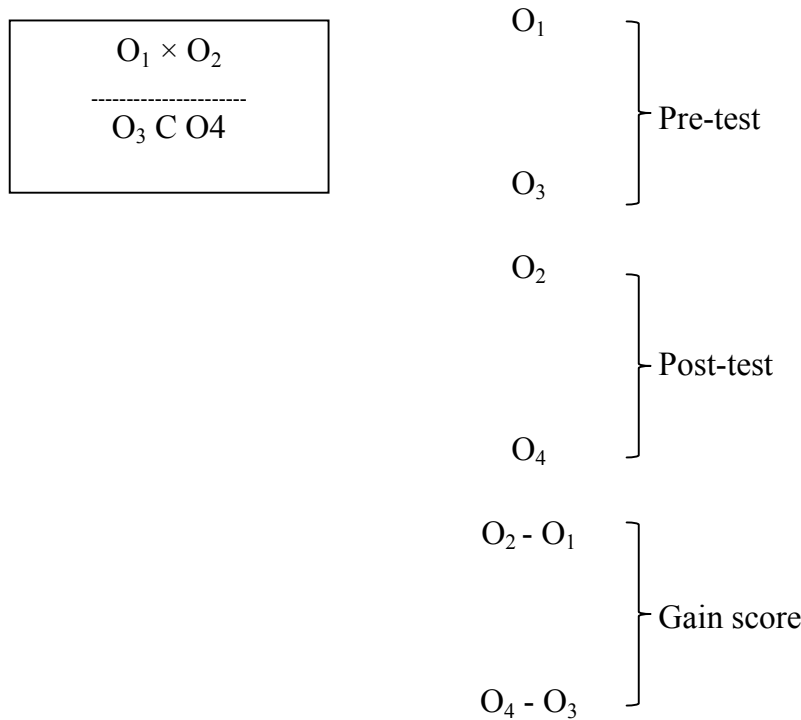 O₁ × O₂
----------------------
O₃ C O4
O₁
Pre-test
O₃
O₂
Post-test
O₄
O₂ - O₁
Gain score
O₄ - O₃